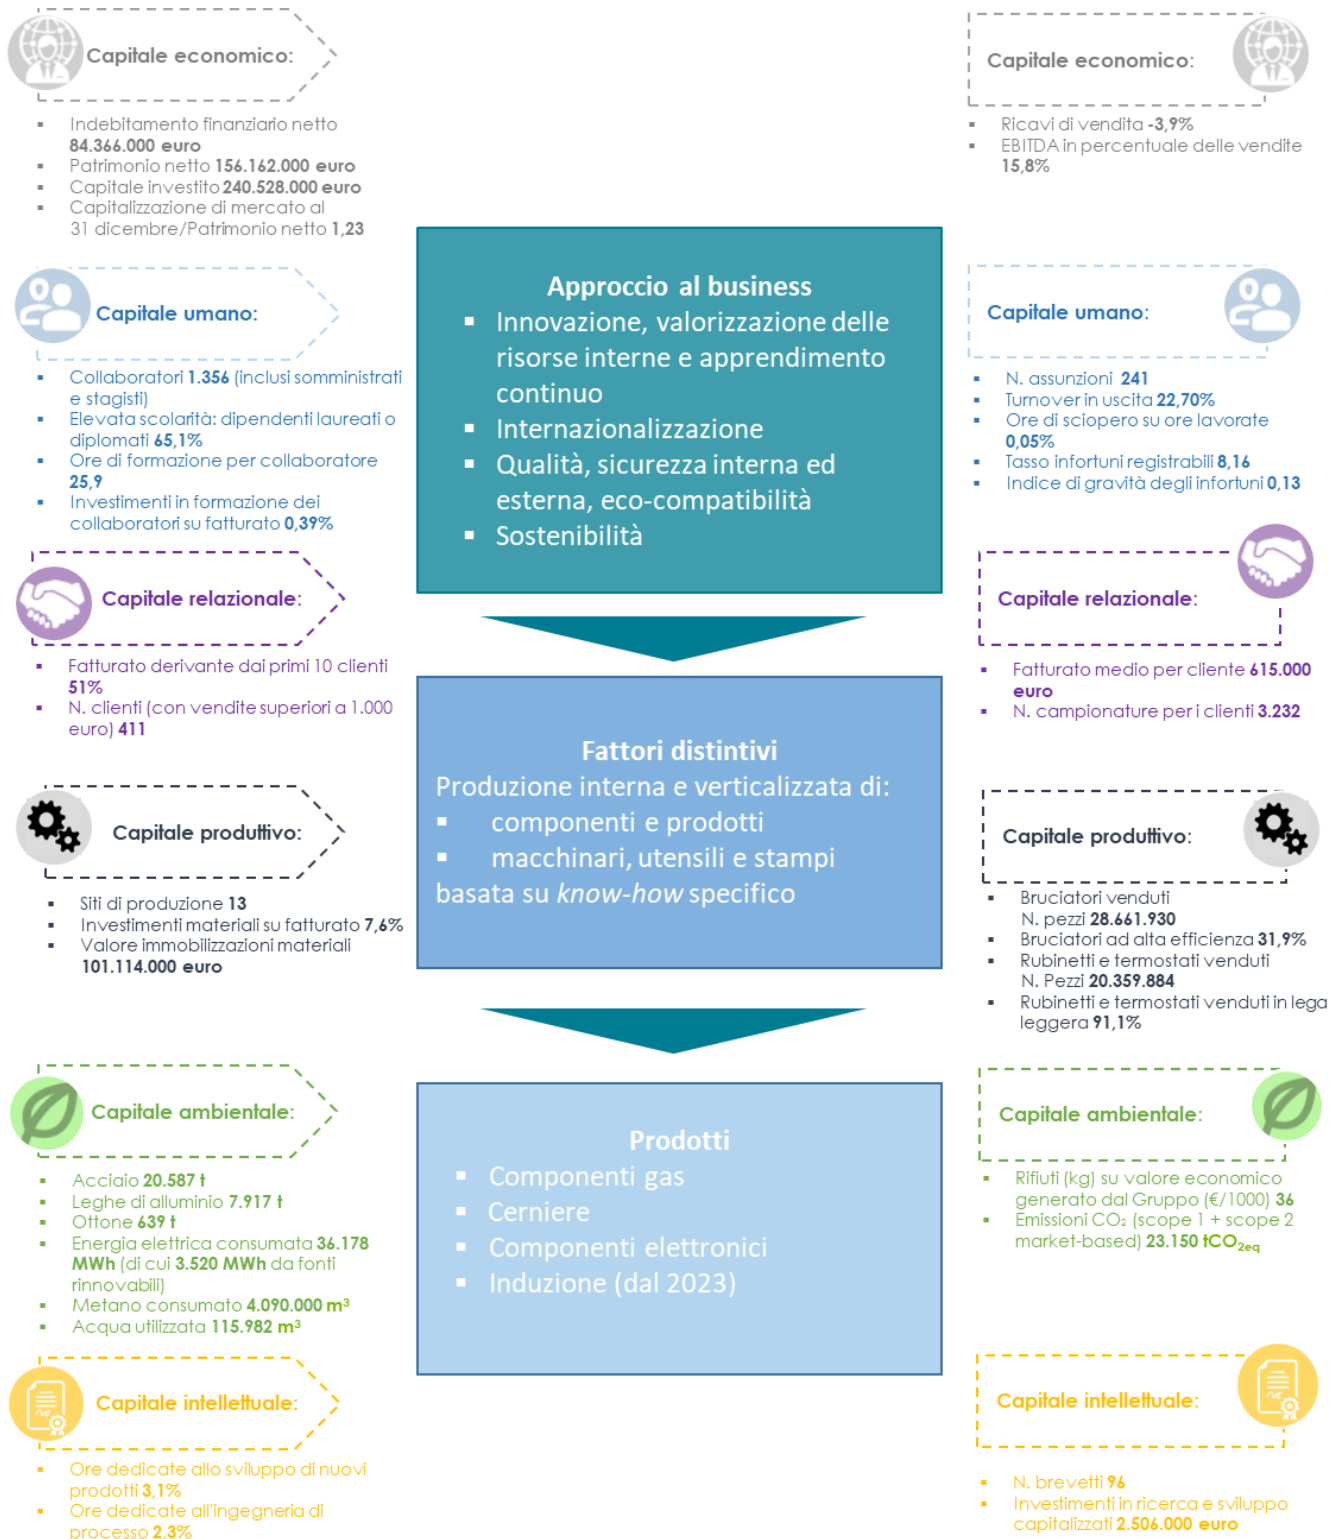 Capitale economico:
▪ Indebitamento finanziario netto
84.366.000 euro
▪ Patrimonio netto 156.162.000 euro
▪ Capitale investito 240.528.000 euro
▪ Capitalizzazione di mercato al
31 dicembre/Patrimonio netto 1,23
Capitale umano:
▪ Collaboratori 1.356 (inclusi somministrati
e stagisti)
▪ Elevata scolarità: dipendenti laureati o
diplomati 65,1%
▪ Ore di formazione per collaboratore
25,9
▪ Investimenti in formazione dei
collaboratori su fatturato 0,39%
Capitale relazionale:
▪ Fatturato derivante dai primi 10 clienti
51%
▪ N. clienti (con vendite superiori a 1.000
euro) 411
Capitale produttivo:
▪ Siti di produzione 13
▪ Investimenti materiali su fatturato 7,6%
▪ Valore immobilizzazioni materiali
101.114.000 euro
Capitale ambientale:
▪ Acciaio 20.587 t
▪ Leghe di alluminio 7.917 t
▪ Ottone 639 t
▪ Energia elettrica consumata 36.178
MWh (di cui 3.520 MWh da fonti
rinnovabili)
▪ Metano consumato 4.090.000 m³
▪ Acqua utilizzata 115.982 m³
Capitale intellettuale:
▪ Ore dedicate allo sviluppo di nuovi
prodotti 3,1%
▪ Ore dedicate all'ingegneria di
processo 2,3%
Approccio al business
▪ Innovazione, valorizzazione delle
risorse interne e apprendimento
continuo
▪ Internazionalizzazione
▪ Qualità, sicurezza interna ed
esterna, eco-compatibilità
▪ Sostenibilità
Fattori distintivi
Produzione interna e verticalizzata di:
▪ componenti e prodotti
▪ macchinari, utensili e stampi
basata su know-how specifico
Prodotti
▪ Componenti gas
▪ Cerniere
▪ Componenti elettronici
▪ Induzione (dal 2023)
Capitale economico:
▪ Ricavi di vendita -3,9%
▪ EBITDA in percentuale delle vendite
15,8%
Capitale umano:
▪ N. assunzioni 241
▪ Turnover in uscita 22,70%
▪ Ore di sciopero su ore lavorate
0,05%
▪ Tasso infortuni registrabili 8,16
▪ Indice di gravità degli infortuni 0,13
Capitale relazionale:
▪ Fatturato medio per cliente 615.000
euro
▪ N. campionature per i clienti 3.232
Capitale produttivo:
▪ Bruciatori venduti
N. pezzi 28.661.930
▪ Bruciatori ad alta efficienza 31,9%
▪ Rubinetti e termostati venduti
N. Pezzi 20.359.884
▪ Rubinetti e termostati venduti in lega
leggera 91,1%
Capitale ambientale:
▪ Rifiuti (kg) su valore economico
generato dal Gruppo (€/1000) 36
▪ Emissioni CO₂ (scope 1 + scope 2
market-based) 23.150 tCO₂eq
Capitale intellettuale:
▪ N. brevetti 96
▪ Investimenti in ricerca e sviluppo
capitalizzati 2.506.000 euro